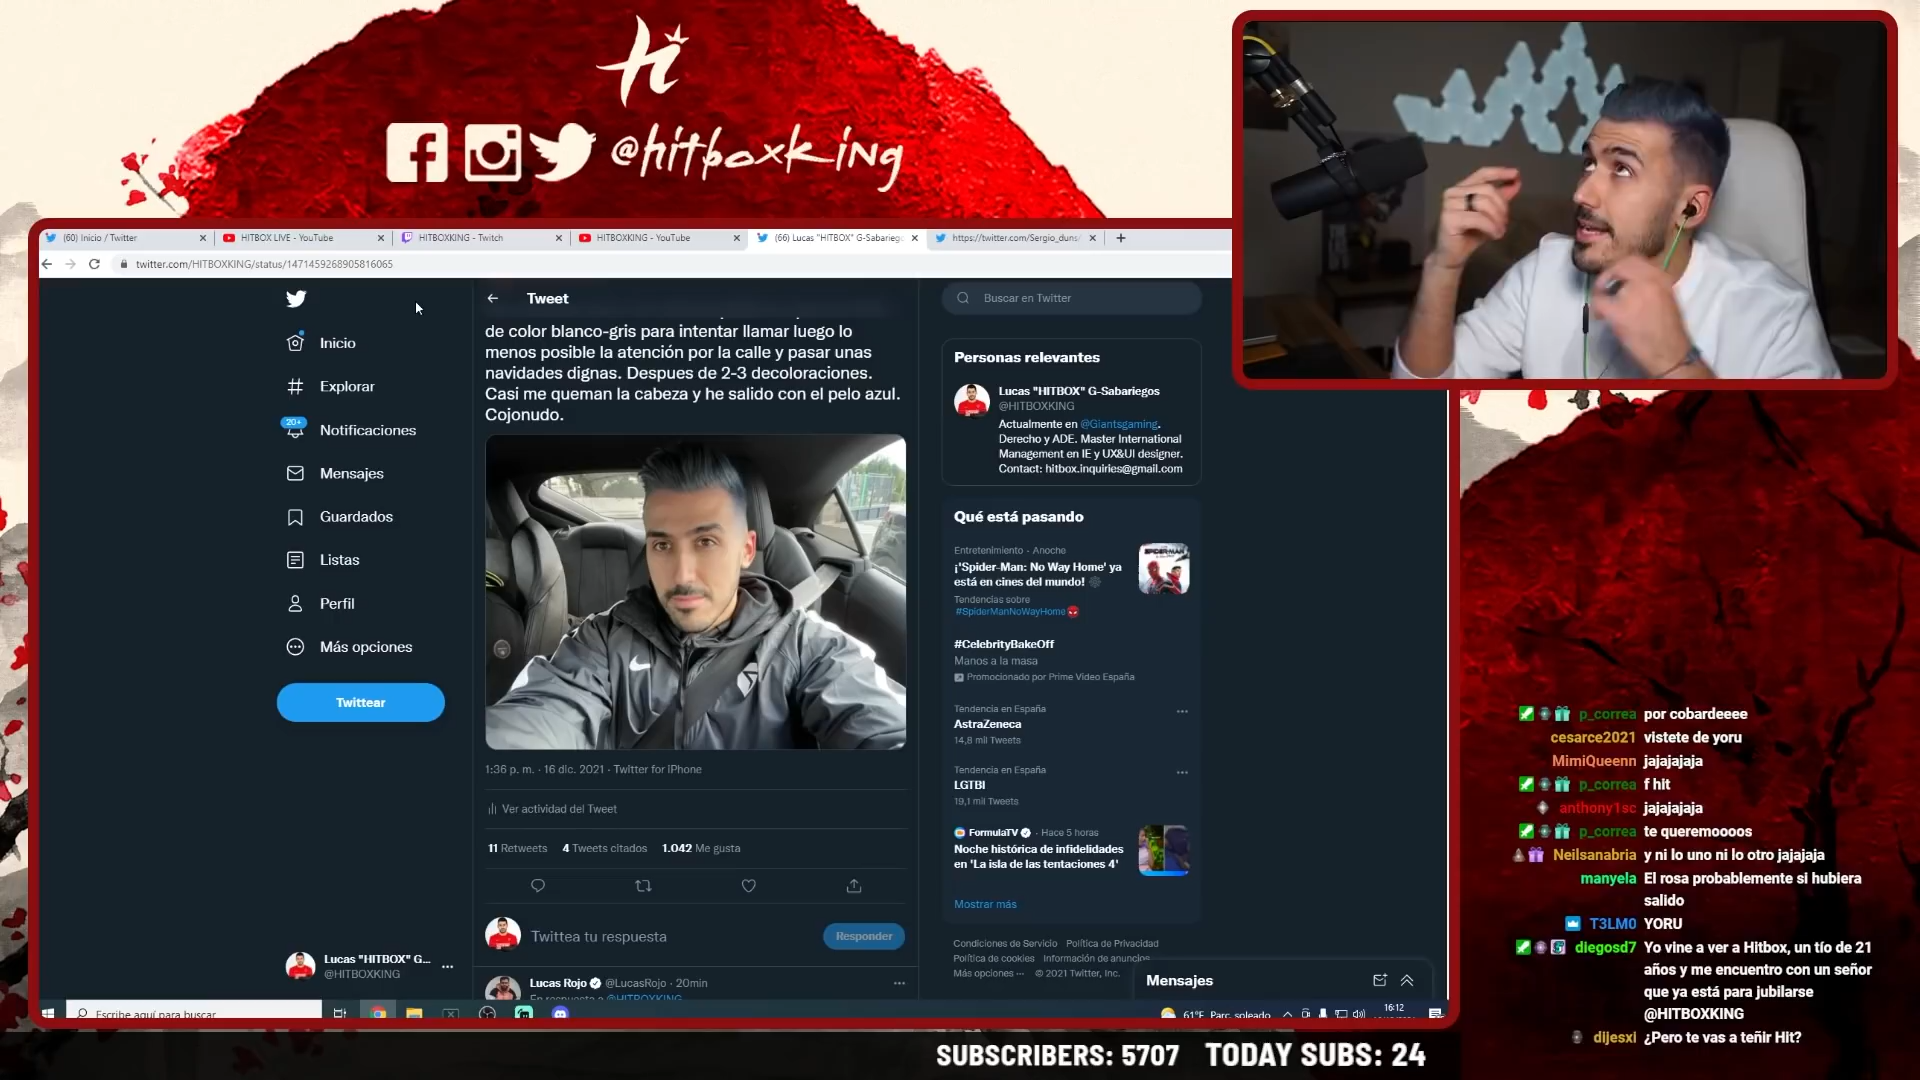 @hitboxking
(60) Inicio / Twitter
HITBOX LIVE - YouTube
HITBOXKING - Twitch
HITBOXKING - YouTube
(66) Lucas "HITBOX" G-Sabarieg
https://twitter.com/Sergio_duns/
twitter.com/HITBOXKING/status/1471459268905816065
Inicio
Explorar
20+
Notificaciones
Mensajes
Guardados
Listas
Perfil
Más opciones
Twittear
Lucas "HITBOX" G...
@HITBOXKING
Tweet
de color blanco-gris para intentar llamar luego lo
menos posible la atención por la calle y pasar unas
navidades dignas. Despues de 2-3 decoloraciones.
Casi me queman la cabeza y he salido con el pelo azul.
Cojonudo.
1:36 p. m. · 16 dic. 2021 · Twitter for iPhone
Ver actividad del Tweet
11 Retweets 4 Tweets citados 1.042 Me gusta
Twittea tu respuesta
Responder
Lucas Rojo @LucasRojo · 20min
En respuesta a @HITBOXKING
Buscar en Twitter
Personas relevantes
Lucas "HITBOX" G-Sabariegos
@HITBOXKING
Actualmente en @Giantsgaming.
Derecho y ADE. Master International
Management en IE y UX&UI designer.
Contact: hitbox.inquiries@gmail.com
Qué está pasando
Entretenimiento · Anoche
¡'Spider-Man: No Way Home' ya
está en cines del mundo!
Tendencias sobre
#SpiderManNoWayHome
SPIDER-MAN
#CelebrityBakeOff
Manos a la masa
Promocionado por Prime Video España
Tendencia en España
AstraZeneca
14,8 mil Tweets
Tendencia en España
LGTBI
19,1 mil Tweets
FormulaTV · Hace 5 horas
Noche histórica de infidelidades
en 'La isla de las tentaciones 4'
Mostrar más
Condiciones de Servicio Política de Privacidad
Política de cookies Información de anuncios
Más opciones ··· © 2021 Twitter, Inc.
Mensajes
Escribe aquí para buscar
61°F Parc. soleado
16:12
p_correa por cobardeeee
cesarce2021 vistete de yoru
MimiQueenn jajajajaja
p_correa f hit
anthony1sc jajajajaja
p_correa te queremoooos
Neilsanabria y ni lo uno ni lo otro jajajaja
manyela El rosa probablemente si hubiera
salido
T3LM0 YORU
diegosd7 Yo vine a ver a Hitbox, un tío de 21
años y me encuentro con un señor
que ya está para jubilarse
@HITBOXKING
dijesxi ¿Pero te vas a teñir Hit?
SUBSCRIBERS: 5707 TODAY SUBS: 24